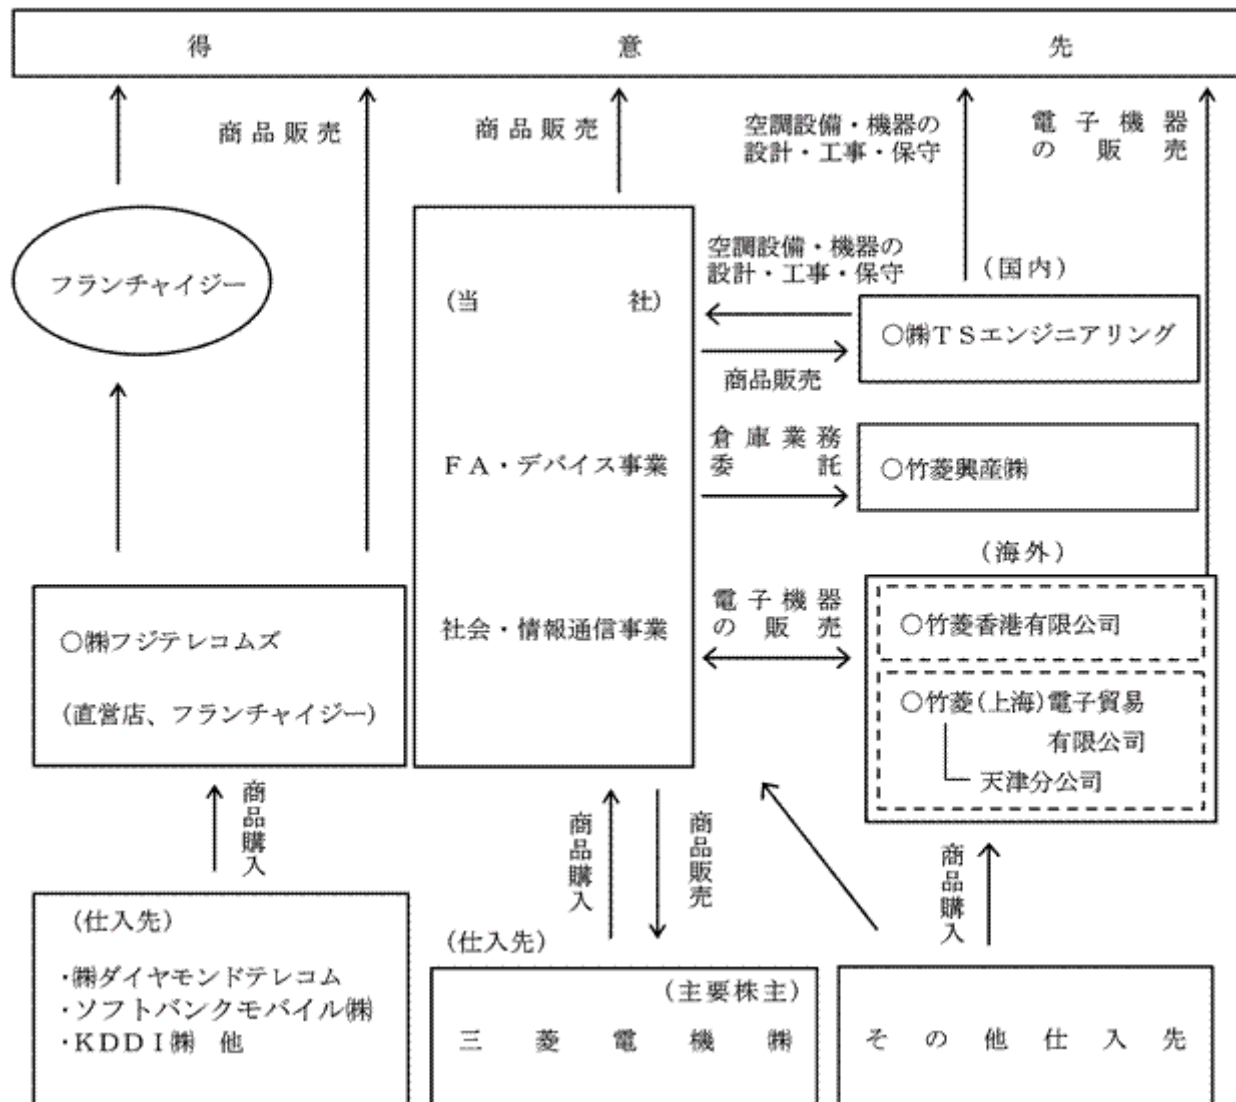 得意先
商品販売
商品販売
空調設備・機器の
設計・工事・保守
電子機器
の販売
フランチャイジー
(当社)
FA・デバイス事業
社会・情報通信事業
空調設備・機器の
設計・工事・保守
(国内)
○㈱TSエンジニアリング
商品販売
倉庫業務
委託
○竹菱興産㈱
(海外)
電子機器
の販売
○竹菱香港有限公司
○竹菱(上海)電子貿易
有限公司
天津分公司
○㈱フジテレコムズ
(直営店、フランチャイジー)
商品購入
商品購入
商品販売
商品購入
(仕入先)
・㈱ダイヤモンドテレコム
・ソフトバンクモバイル㈱
・KDDI㈱ 他
(仕入先)
(主要株主)
三菱電機㈱
その他仕入先